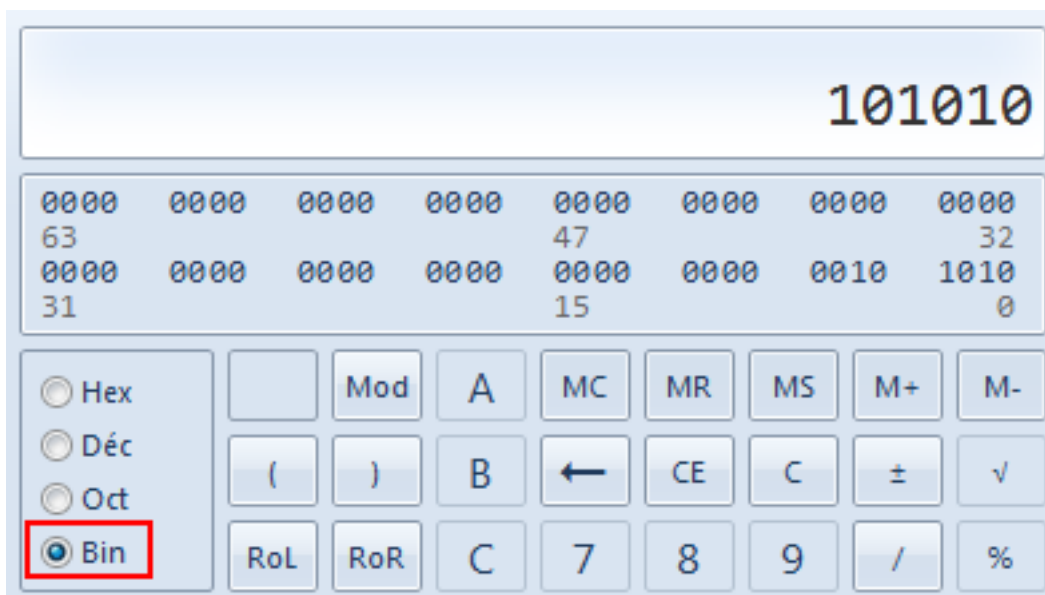 101010
0000 0000 0000 0000 0000 0000 0000 0000
63 47 32
0000 0000 0000 0000 0000 0000 0010 1010
31 15 0
Hex
Déc
Oct
Bin
Mod A MC MR MS M+ M-
( ) B ← CE C ± √
RoL RoR C 7 8 9 / %